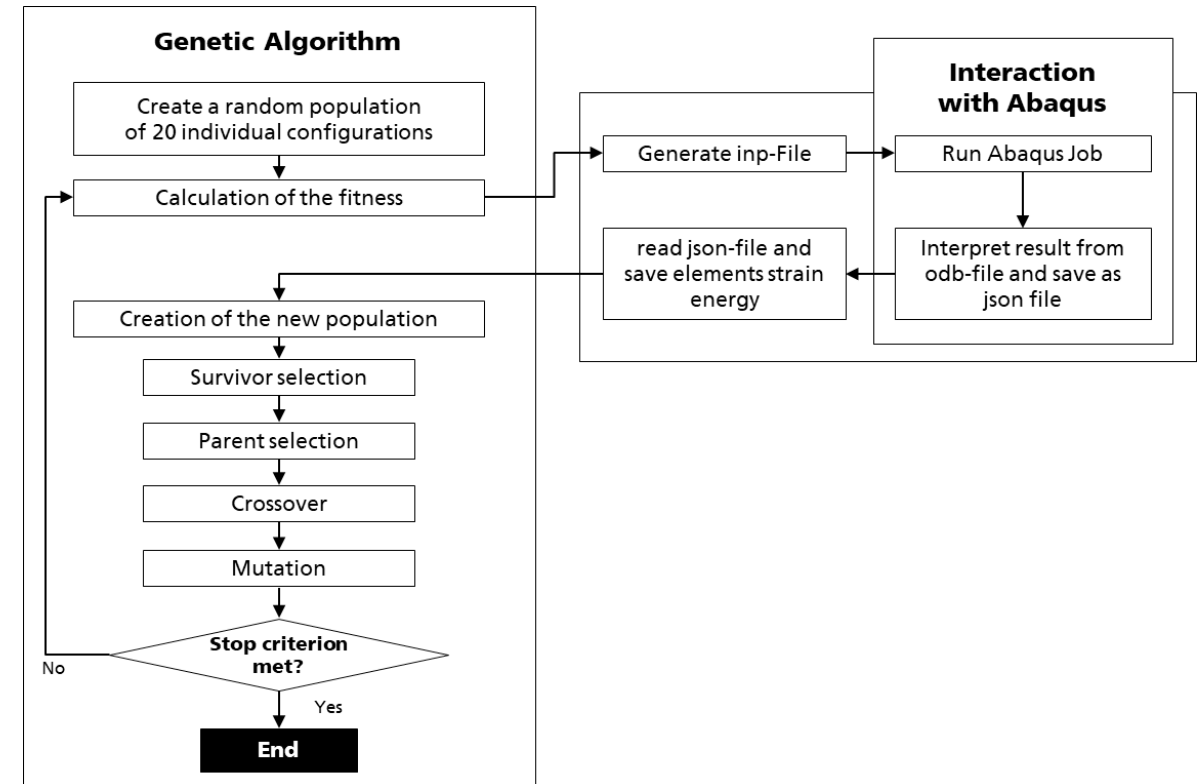 Genetic Algorithm
Create a random population
of 20 individual configurations
Calculation of the fitness
Creation of the new population
Survivor selection
Parent selection
Crossover
Mutation
Stop criterion
met?
No
Yes
End
Interaction
with Abaqus
Generate inp-File
Run Abaqus Job
read json-file and
save elements strain
energy
Interpret result from
odb-file and save as
json file